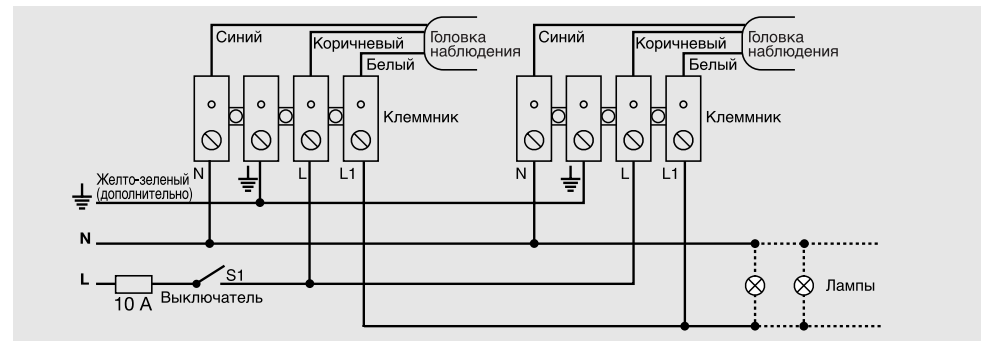 Синий
Коричневый
Белый
Головка
наблюдения
Клеммник
N
L
L1
Синий
Коричневый
Белый
Головка
наблюдения
Клеммник
N
L
L1
Желто-зеленый
(дополнительно)
N
L
10 А
S1
Выключатель
Лампы